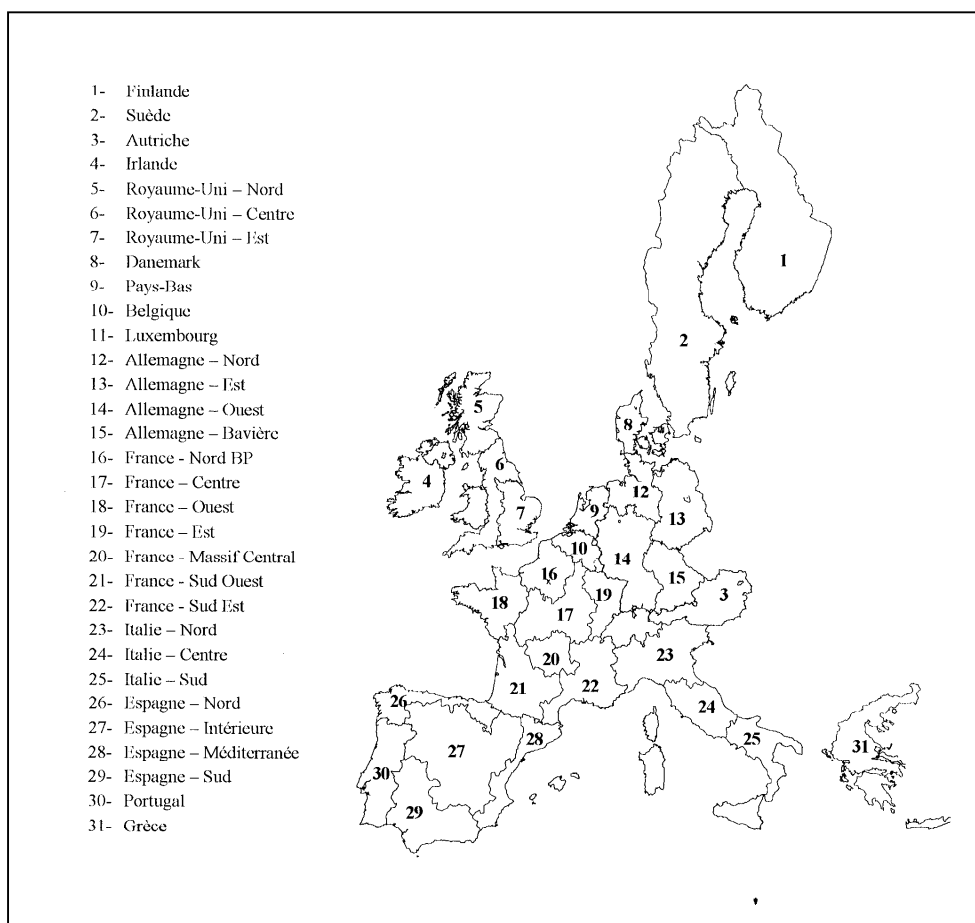 1- Finlande
2- Suède
3- Autriche
4- Irlande
5- Royaume-Uni – Nord
6- Royaume-Uni – Centre
7- Royaume-Uni – Est
8- Danemark
9- Pays-Bas
10- Belgique
11- Luxembourg
12- Allemagne – Nord
13- Allemagne – Est
14- Allemagne – Ouest
15- Allemagne – Bavière
16- France - Nord BP
17- France – Centre
18- France – Ouest
19- France – Est
20- France - Massif Central
21- France - Sud Ouest
22- France - Sud Est
23- Italie – Nord
24- Italie – Centre
25- Italie – Sud
26- Espagne – Nord
27- Espagne – Intérieure
28- Espagne – Méditerranée
29- Espagne – Sud
30- Portugal
31- Grèce
1
2
5
8
6
4
7
12
9
13
10
14
16
15
19
3
18
17
20
23
21
22
26
24
28
25
27
31
30
29